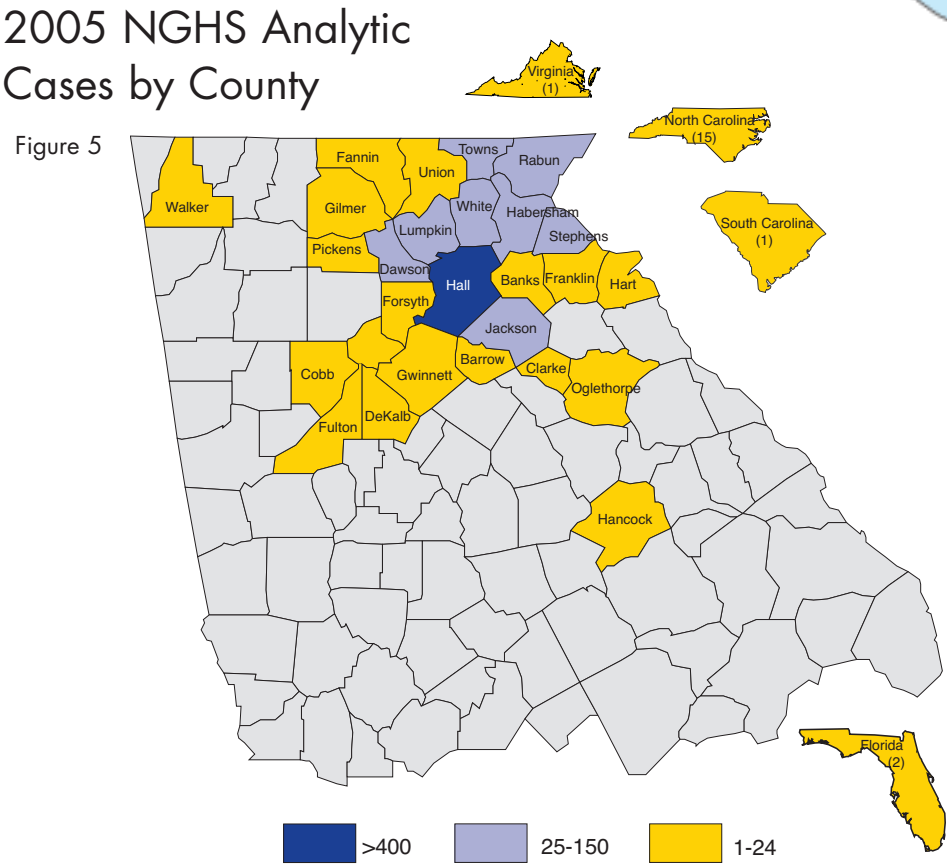 2005 NGHS Analytic
Cases by County
Figure 5
Virginia
(1)
North Carolina
(15)
South Carolina
(1)
Fannin
Towns
Rabun
Union
Walker
Gilmer
White
Habersham
Lumpkin
Stephens
Pickens
Dawson
Hall
Banks
Franklin
Hart
Forsyth
Jackson
Barrow
Clarke
Cobb
Gwinnett
Oglethorpe
DeKalb
Fulton
Hancock
Florida
(2)
>400
25-150
1-24